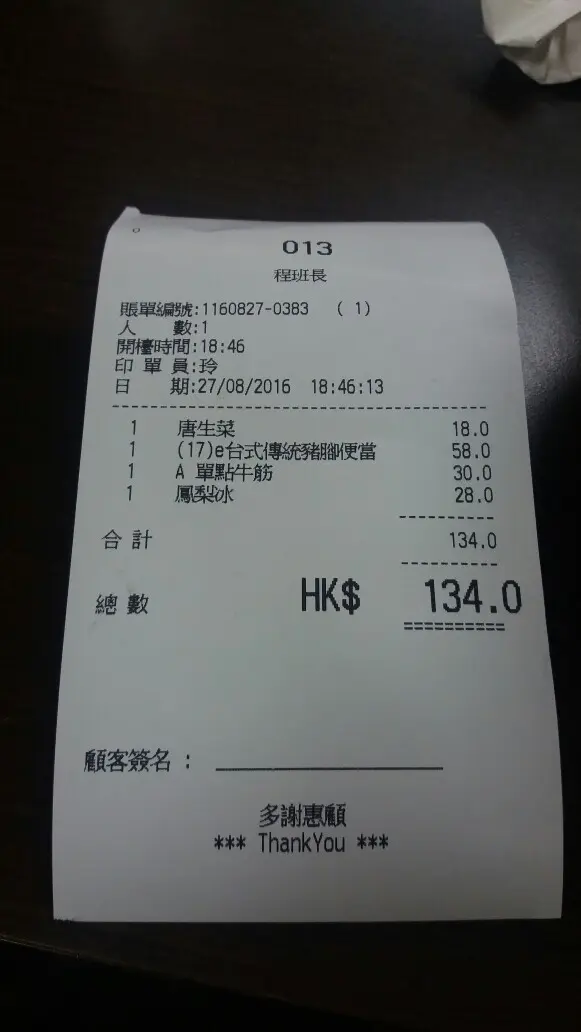 013
程班長
賬單編號:1160827-0383 ( 1)
人 數:1
開檯時間:18:46
印 單 員:玲
日 期:27/08/2016 18:46:13
1 唐生菜 18.0
1 (17)e台式傳統豬腳便當 58.0
1 A 單點牛筋 30.0
1 鳳梨冰 28.0
合 計 134.0
總 數 HK$ 134.0
顧客簽名 :
多謝惠顧
*** ThankYou ***